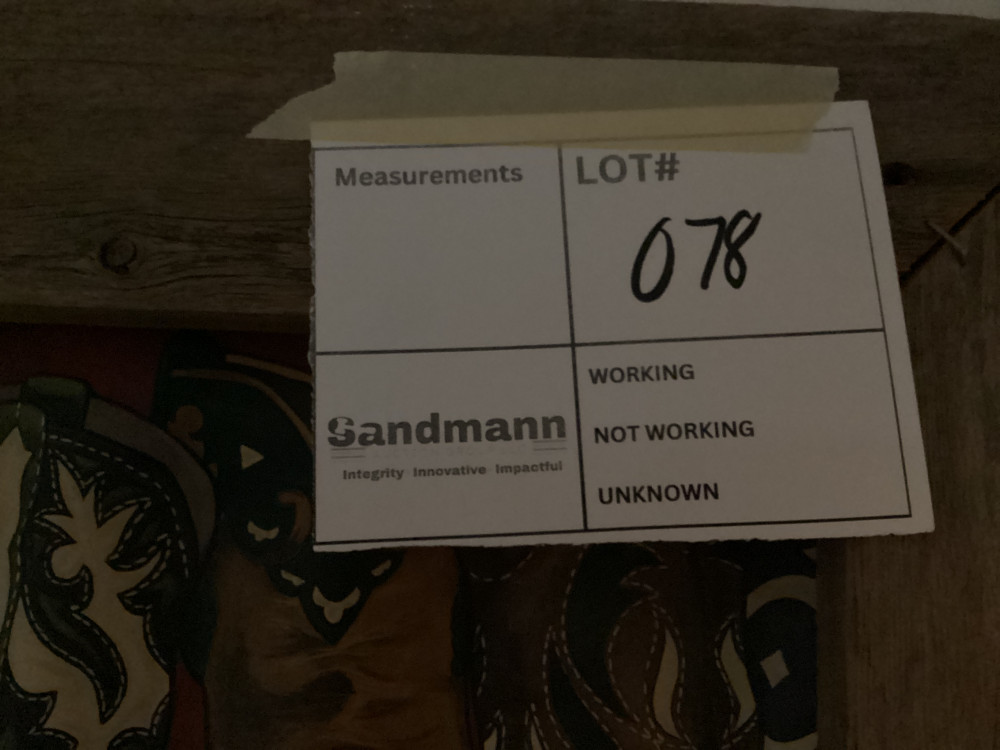 Measurements
LOT#
078
Sandmann
Integrity Innovative Impactful
WORKING
NOT WORKING
UNKNOWN